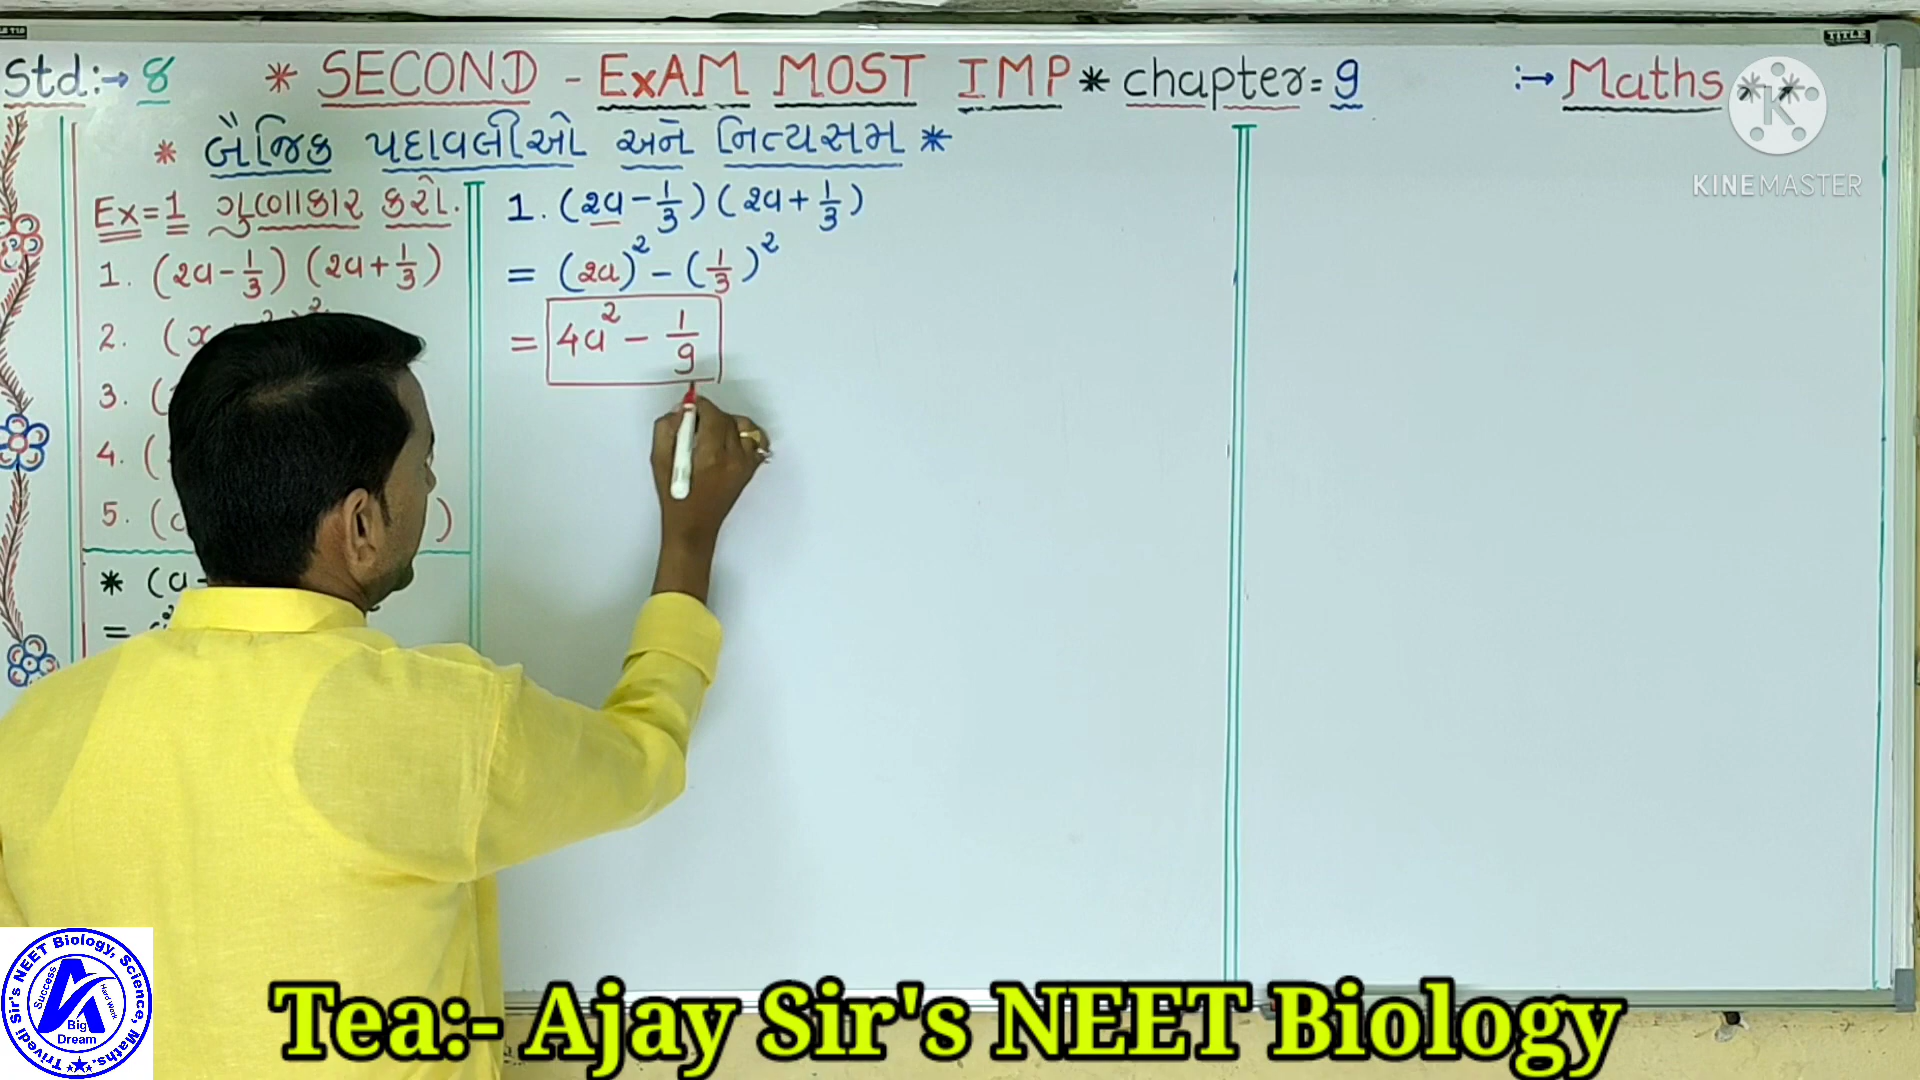 Std:→ 8 * SECOND - ExAM MOST IMP * chapter = 9 :→ Maths **
* બૈજિક પદાવલીઓ અને નિત્યસમ *
Ex=1 ગુણાકાર કરો.
1. (2a - 1/3) (2a + 1/3)
2. (x
3. (
4. (
5. ( )
* (a -
=
1. (2a - 1/3) (2a + 1/3)
= (2a)² - (1/3)²
= 4a² - 1/9
KINEMASTER
TITLE
Trivedi Sir's NEET Biology, Science, Maths.
Success
Hard Work
Big
Dream
Tea:- Ajay Sir's NEET Biology